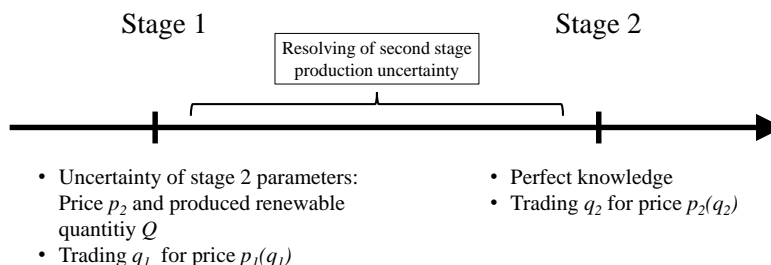 Stage 1
Stage 2
Resolving of second stage
production uncertainty
• Uncertainty of stage 2 parameters:
Price p₂ and produced renewable
quantitiy Q
• Trading q₁ for price p₁(q₁)
• Perfect knowledge
• Trading q₂ for price p₂(q₂)